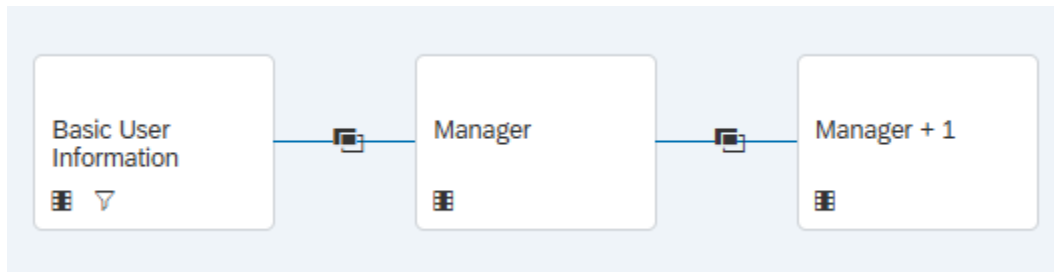 Basic User
Information
Manager
Manager + 1